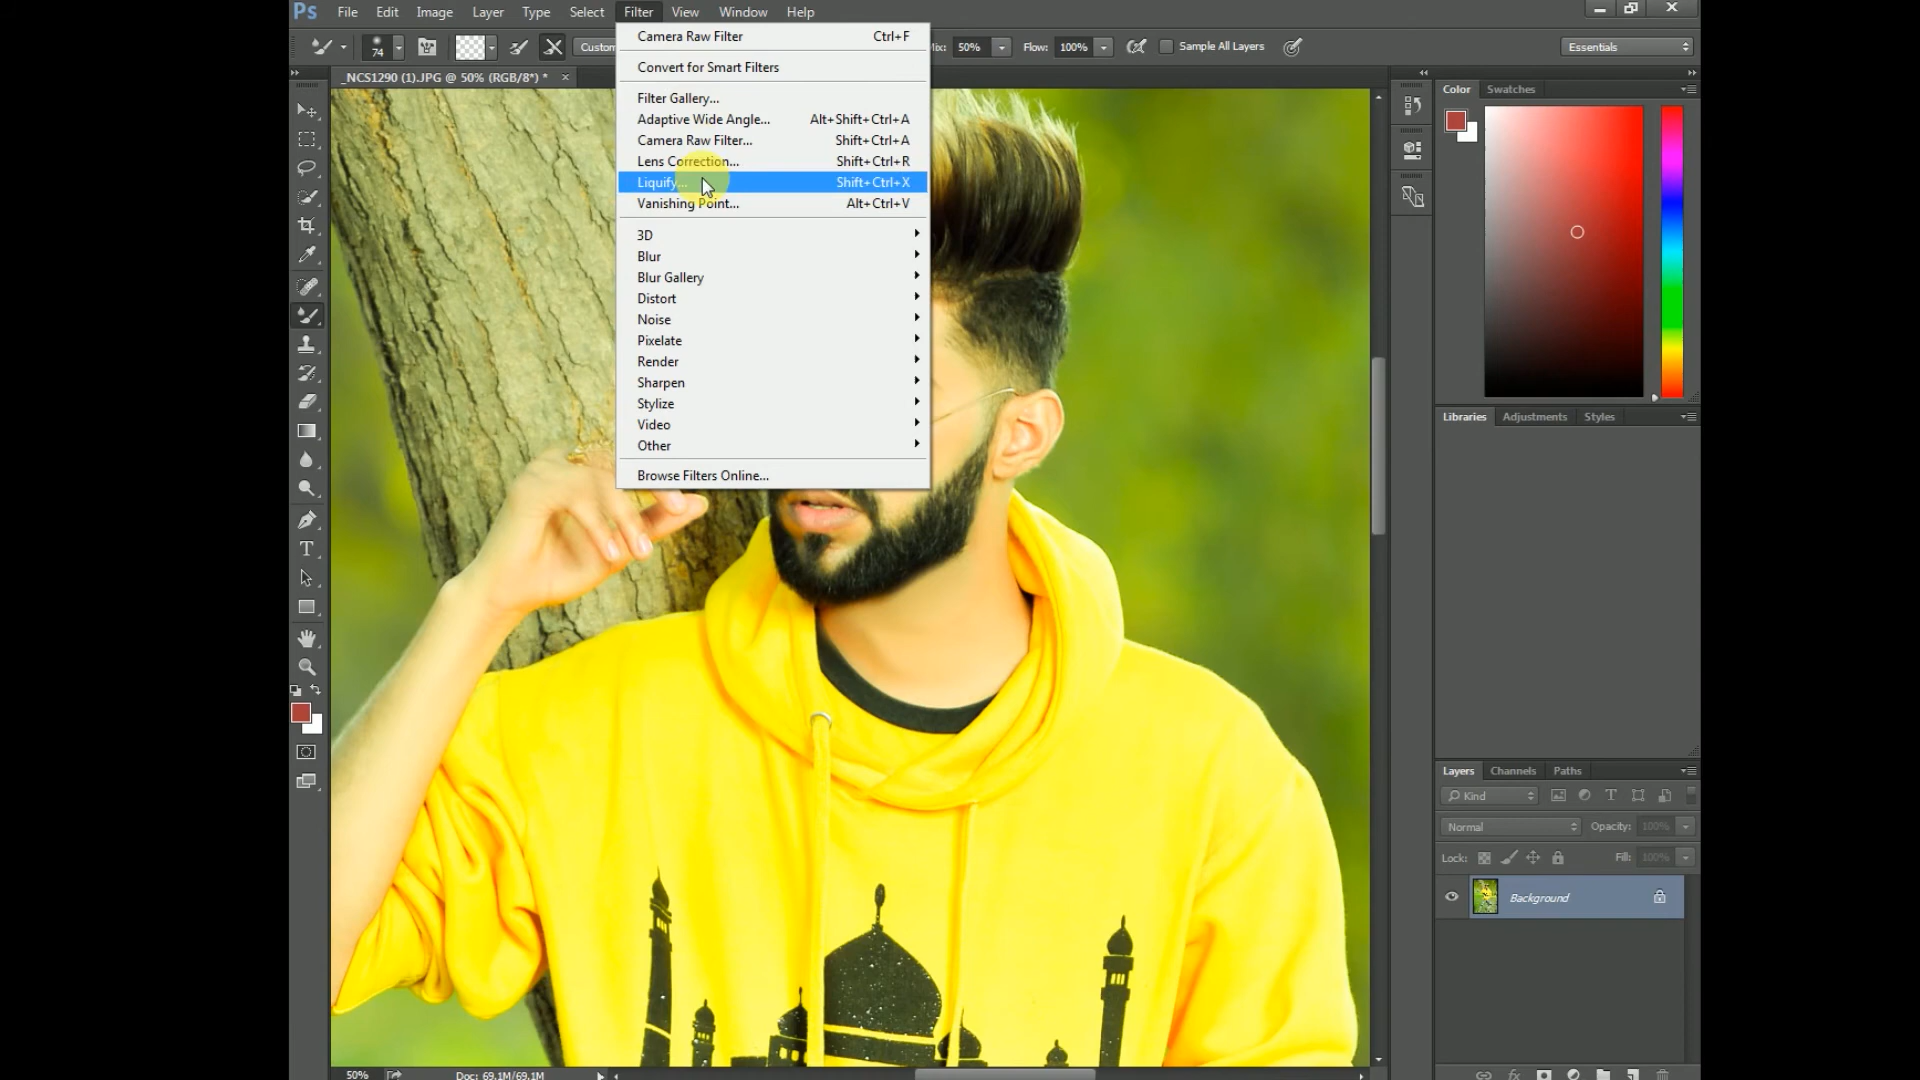 Ps File Edit Image Layer Type Select Filter View Window Help
74 Mix: 50% Flow: 100% Sample All Layers Essentials
_NCS1290 (1).JPG @ 50% (RGB/8*) * ×
Camera Raw Filter Ctrl+F
Convert for Smart Filters
Filter Gallery...
Adaptive Wide Angle... Alt+Shift+Ctrl+A
Camera Raw Filter... Shift+Ctrl+A
Lens Correction... Shift+Ctrl+R
Liquify... Shift+Ctrl+X
Vanishing Point... Alt+Ctrl+V
3D
Blur
Blur Gallery
Distort
Noise
Pixelate
Render
Sharpen
Stylize
Video
Other
Browse Filters Online...
Color Swatches
Libraries Adjustments Styles
Layers Channels Paths
Kind
Normal Opacity: 100%
Lock: Fill: 100%
Background
50% Doc: 69.1M/69.1M